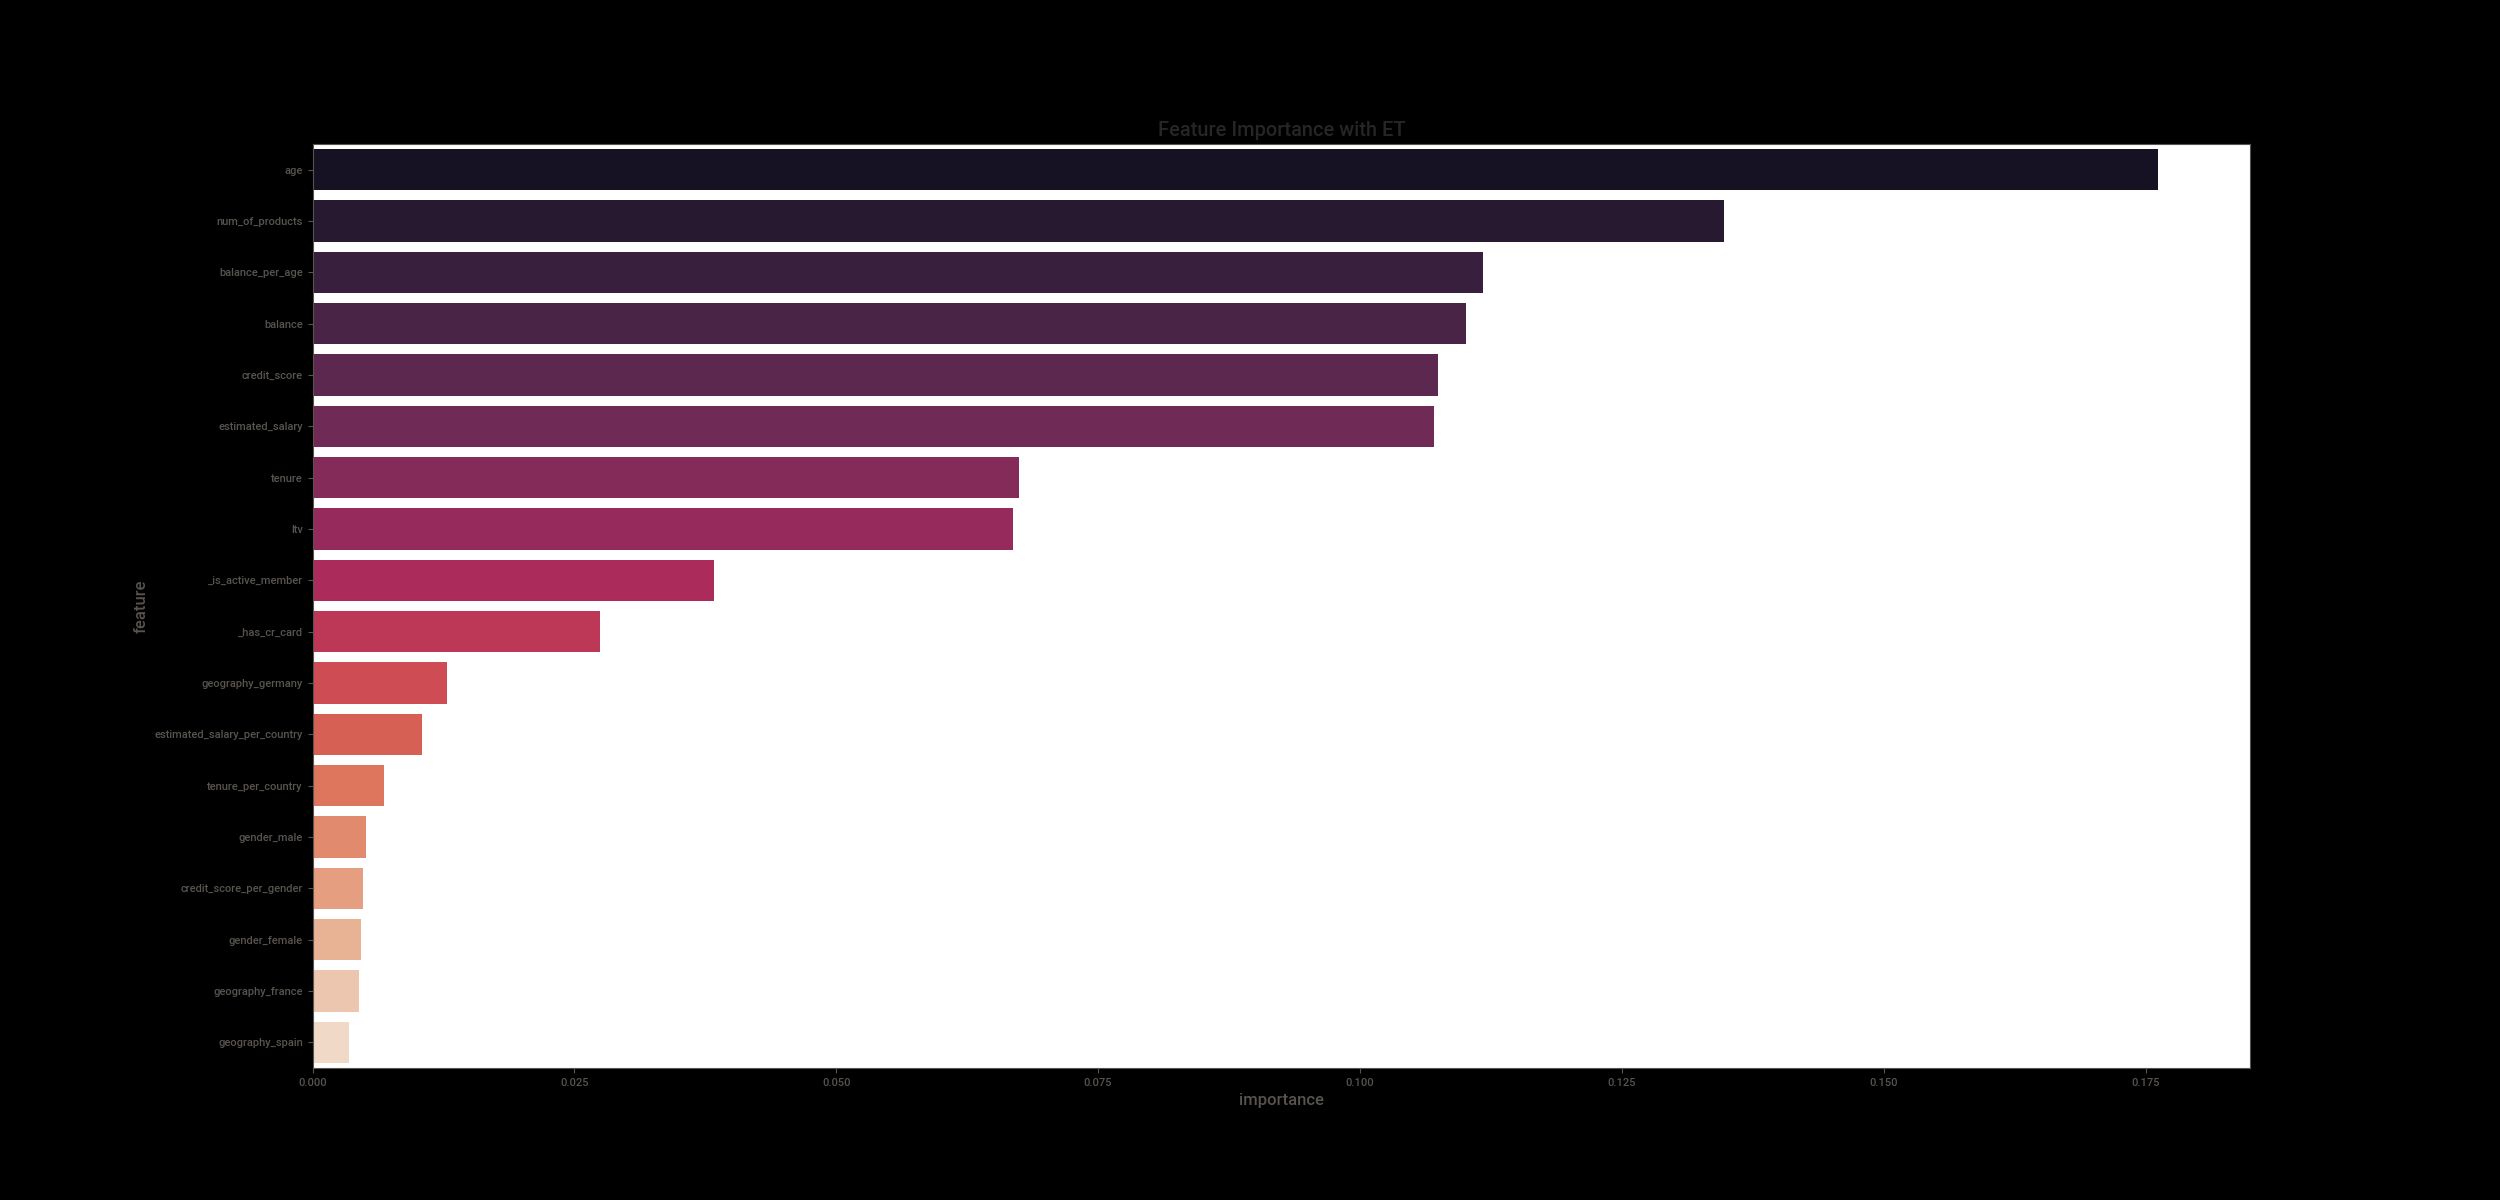 Feature Importance with ET
age
num_of_products
balance_per_age
balance
credit_score
estimated_salary
tenure
ltv
_is_active_member
_has_cr_card
geography_germany
estimated_salary_per_country
tenure_per_country
gender_male
credit_score_per_gender
gender_female
geography_france
geography_spain
feature
0.000 0.025 0.050 0.075 0.100 0.125 0.150 0.175
importance